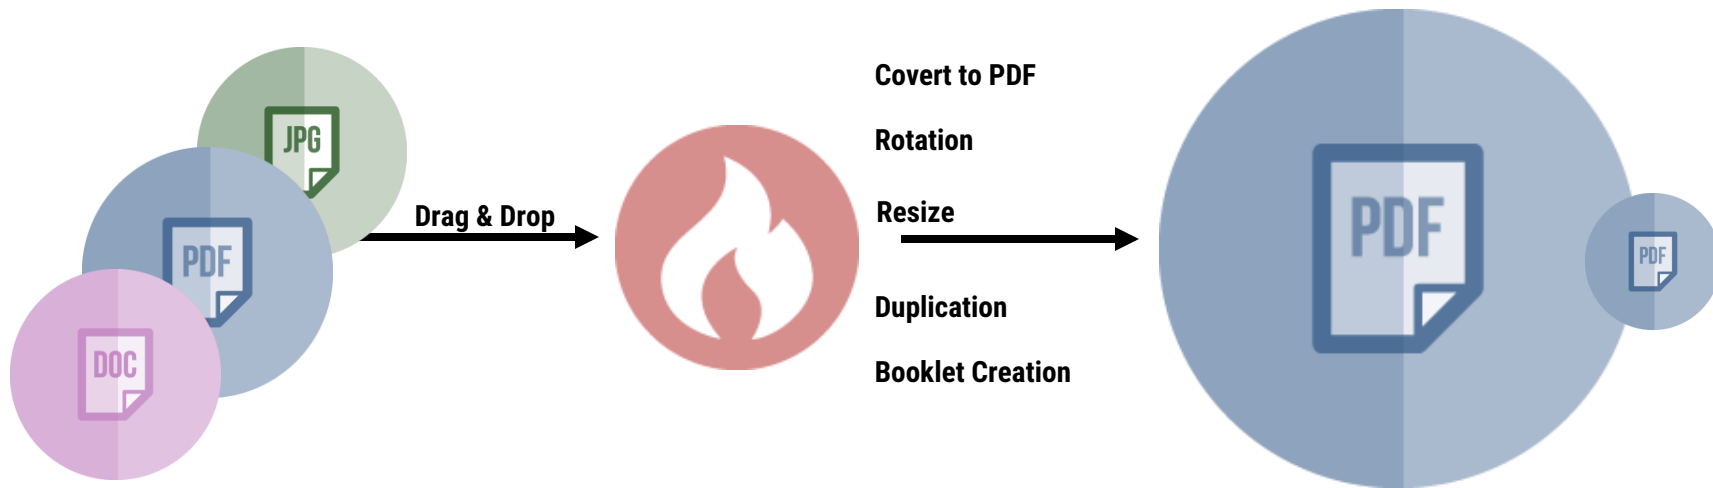 JPG
PDF
DOC
Drag & Drop
Covert to PDF
Rotation
Resize
Duplication
Booklet Creation
PDF
PDF